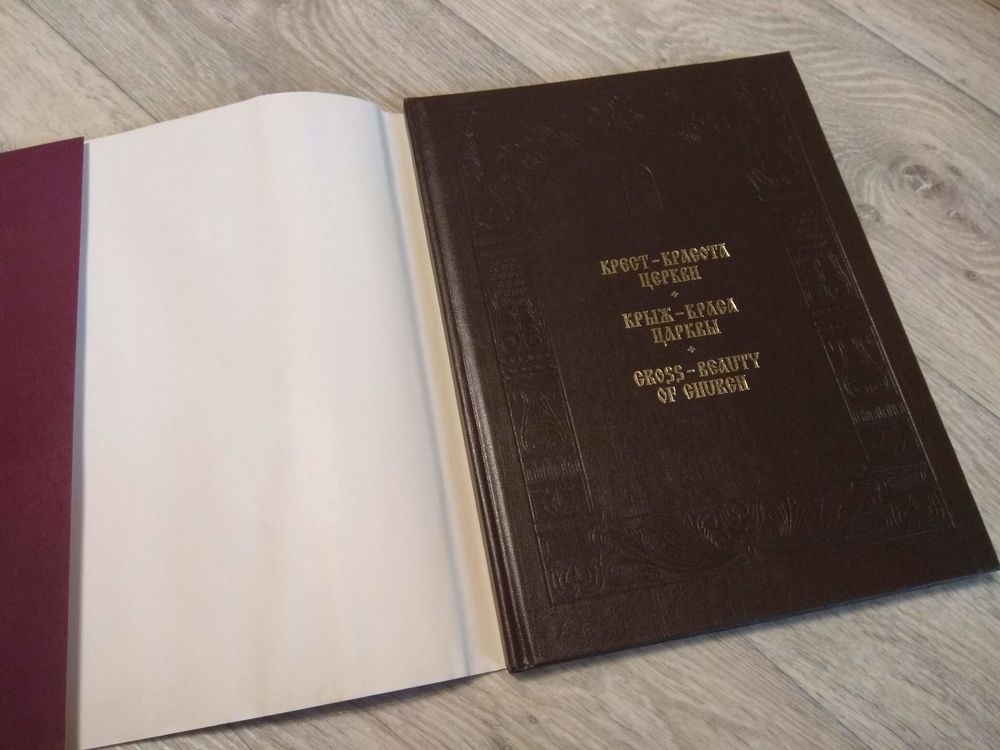 КРЕСТ–КРАСОТА
ЦЕРКВИ
КРЫЖ–КРАСА
ЦАРКВЫ
CROSS–BEAUTY
OF CHURCH